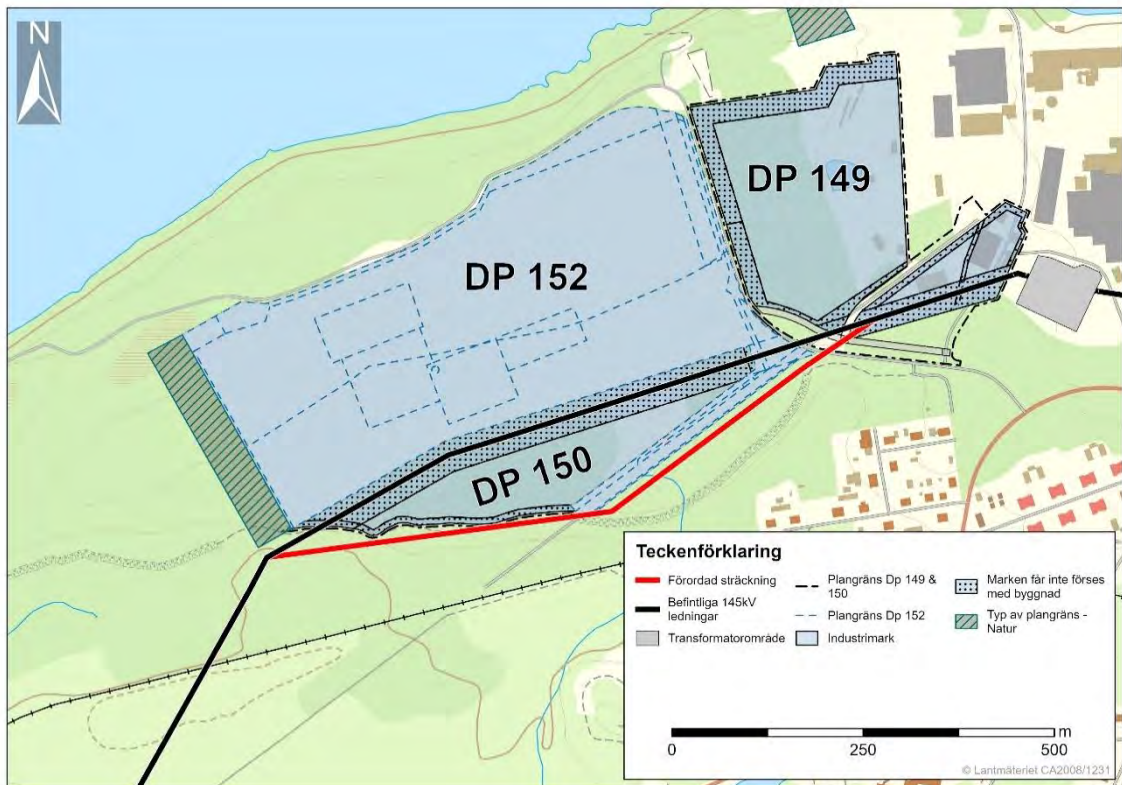 N
DP 149
DP 152
DP 150
Teckenförklaring
Förordad sträckning
Befintliga 145kV
ledningar
Transformatorområde
Plangräns Dp 149 &
150
Plangräns Dp 152
Industrimark
Marken får inte förses
med byggnad
Typ av plangräns -
Natur
0
250
500
m
© Lantmäteriet CA2008/1231